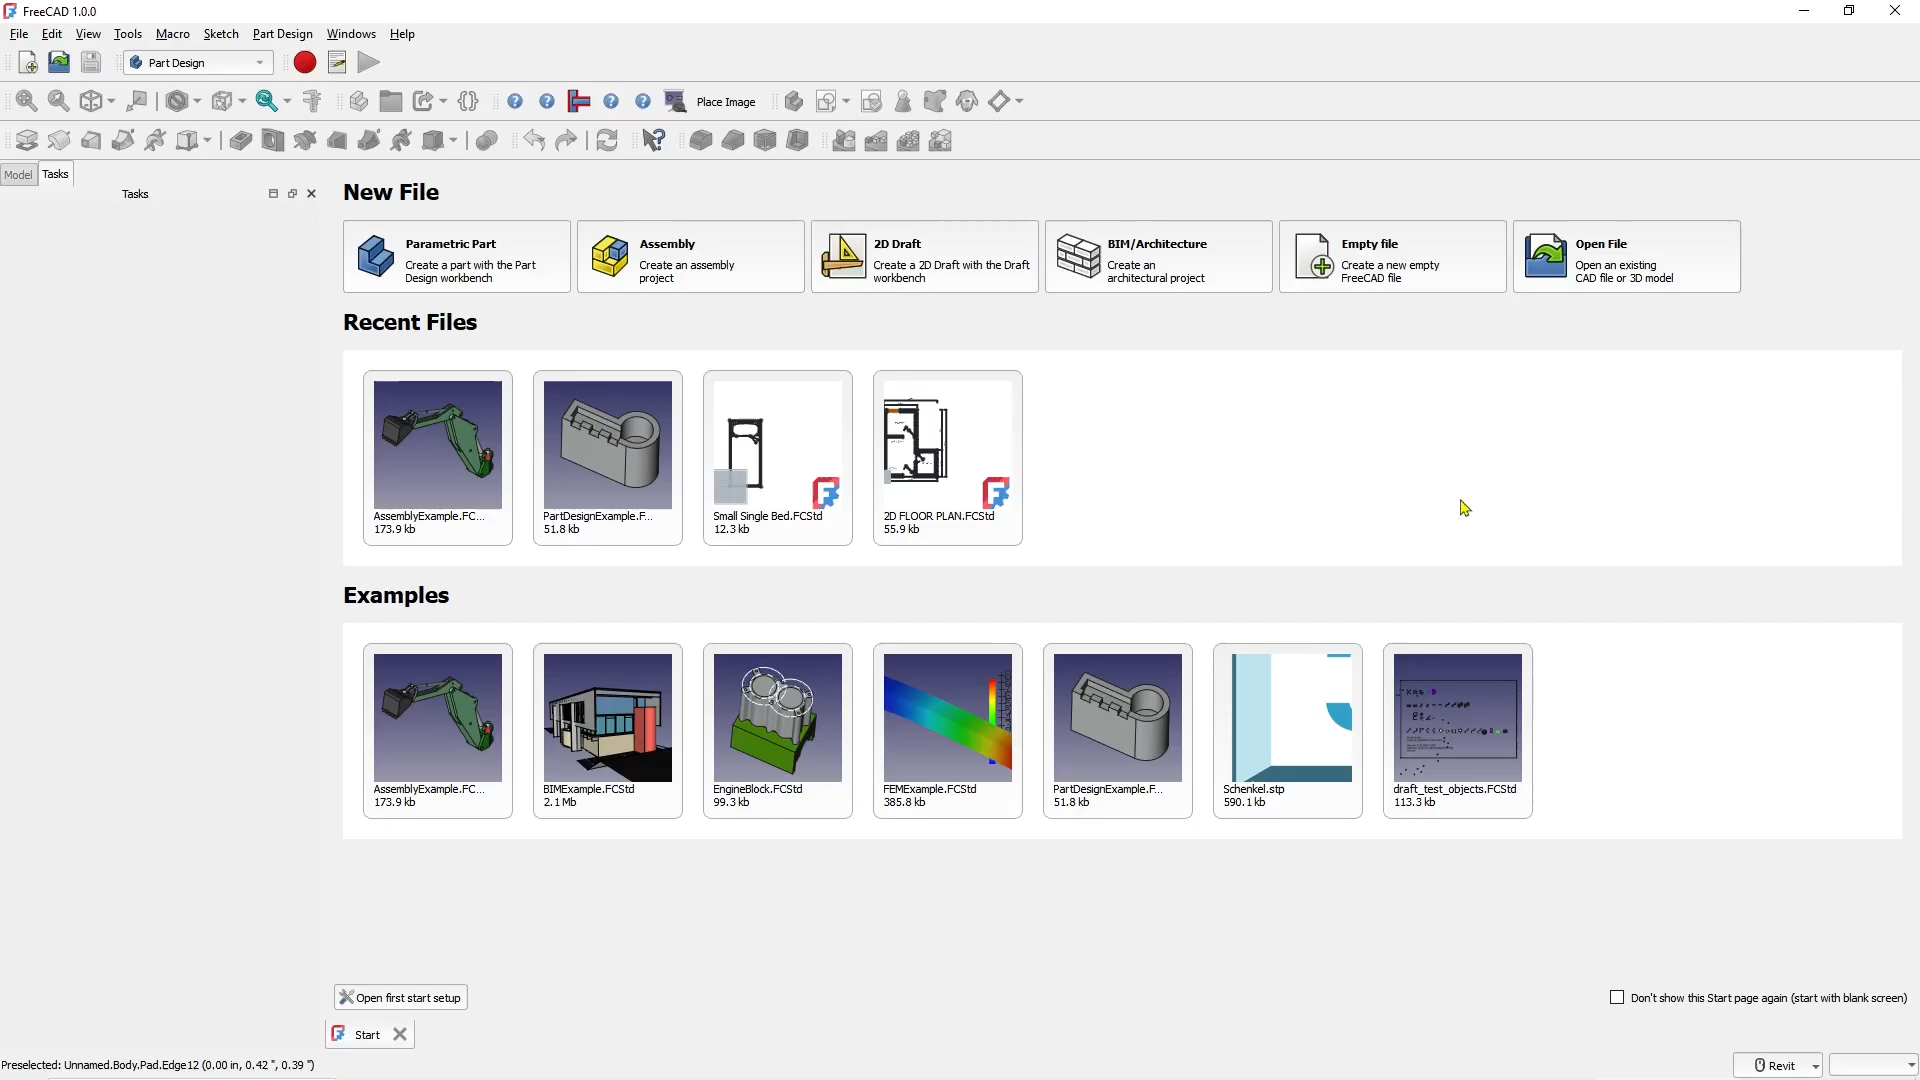 FreeCAD 1.0.0
File Edit View Tools Macro Sketch Part Design Windows Help
Part Design
Place Image
Model Tasks
Tasks
New File
Parametric Part
Create a part with the Part
Design workbench
Assembly
Create an assembly
project
2D Draft
Create a 2D Draft with the Draft
workbench
BIM/Architecture
Create an
architectural project
Empty file
Create a new empty
FreeCAD file
Open File
Open an existing
CAD file or 3D model
Recent Files
AssemblyExample.FC...
173.9 kb
PartDesignExample.F...
51.8 kb
Small Single Bed.FCStd
12.3 kb
2D FLOOR PLAN.FCStd
55.9 kb
Examples
AssemblyExample.FC...
173.9 kb
BIMExample.FCStd
2.1 Mb
EngineBlock.FCStd
99.3 kb
FEMExample.FCStd
385.8 kb
PartDesignExample.F...
51.8 kb
Schenkel.stp
590.1 kb
draft_test_objects.FCStd
113.3 kb
Open first start setup
Don't show this Start page again (start with blank screen)
Start
Preselected: Unnamed.Body.Pad.Edge12 (0.00 in, 0.42 ", 0.39 ")
Revit